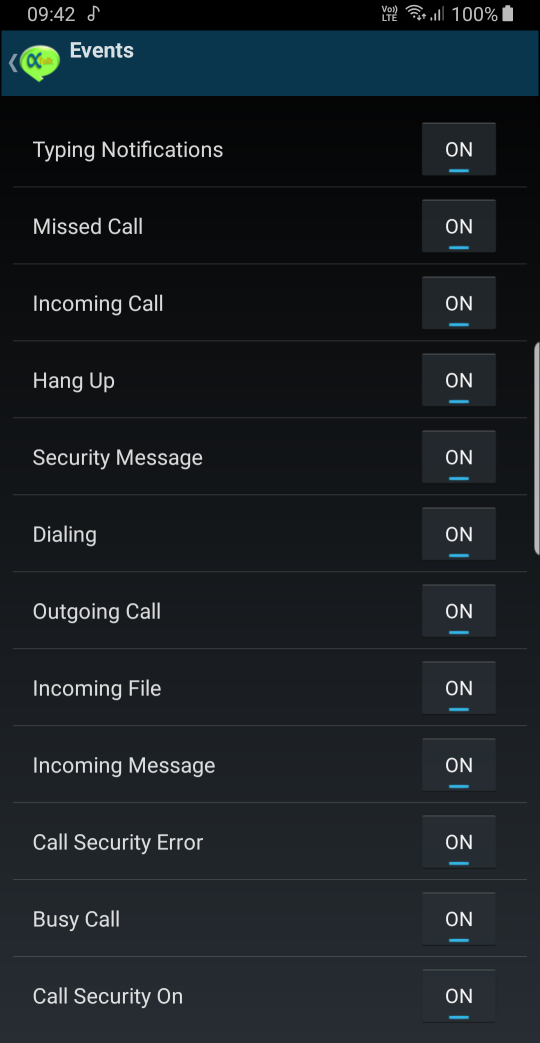 09:42
Vo)) LTE 100%
Events
Typing Notifications ON
Missed Call ON
Incoming Call ON
Hang Up ON
Security Message ON
Dialing ON
Outgoing Call ON
Incoming File ON
Incoming Message ON
Call Security Error ON
Busy Call ON
Call Security On ON